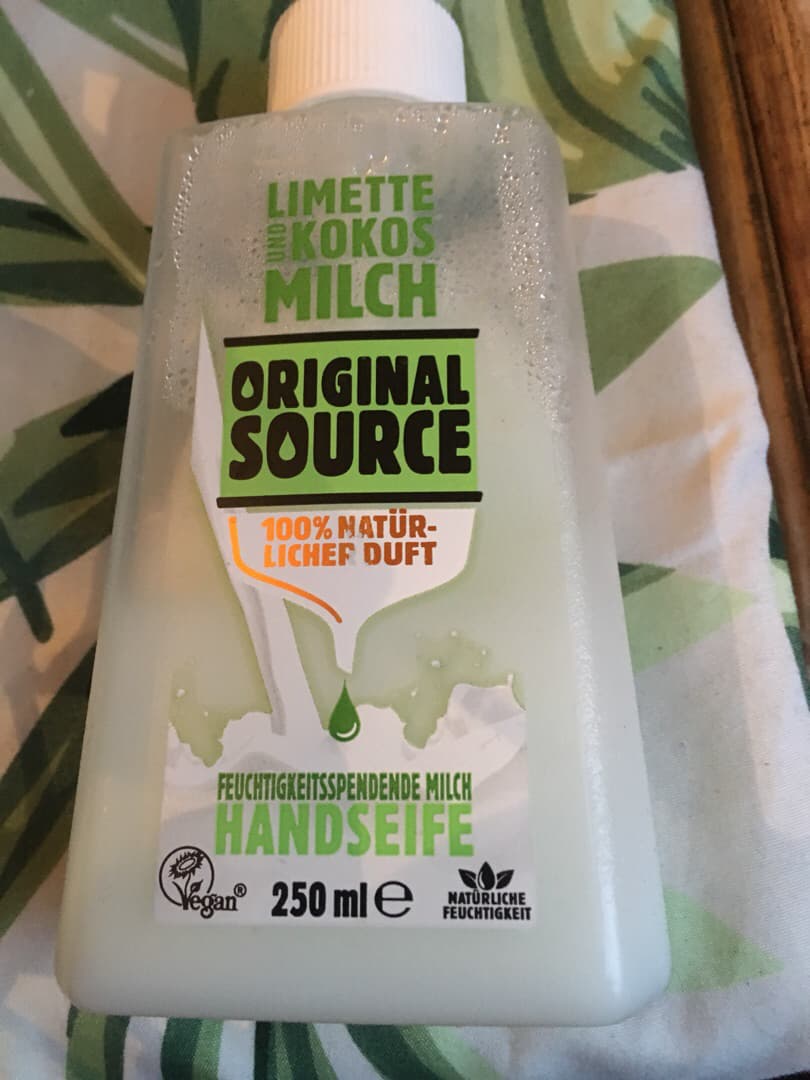 LIMETTE
UND KOKOS
MILCH
ORIGINAL
SOURCE
100% NATÜR-
LICHER DUFT
FEUCHTIGKEITSSPENDENDE MILCH
HANDSEIFE
Vegan®
250 ml ℮
NATÜRLICHE
FEUCHTIGKEIT